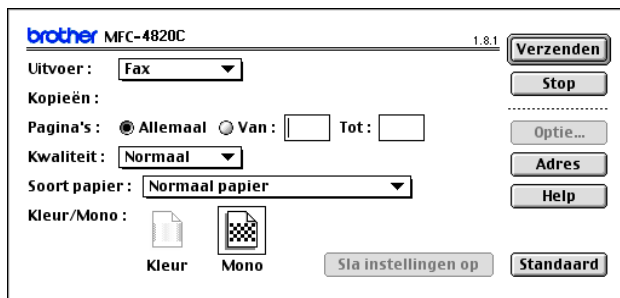 brother MFC-4820C
1.8.1
Verzenden
Uitvoer : Fax
Stop
Kopieën :
Pagina's : Allemaal Van : Tot :
Optie...
Kwaliteit : Normaal
Adres
Soort papier : Normaal papier
Help
Kleur/Mono :
Kleur Mono
Sla instellingen op
Standaard